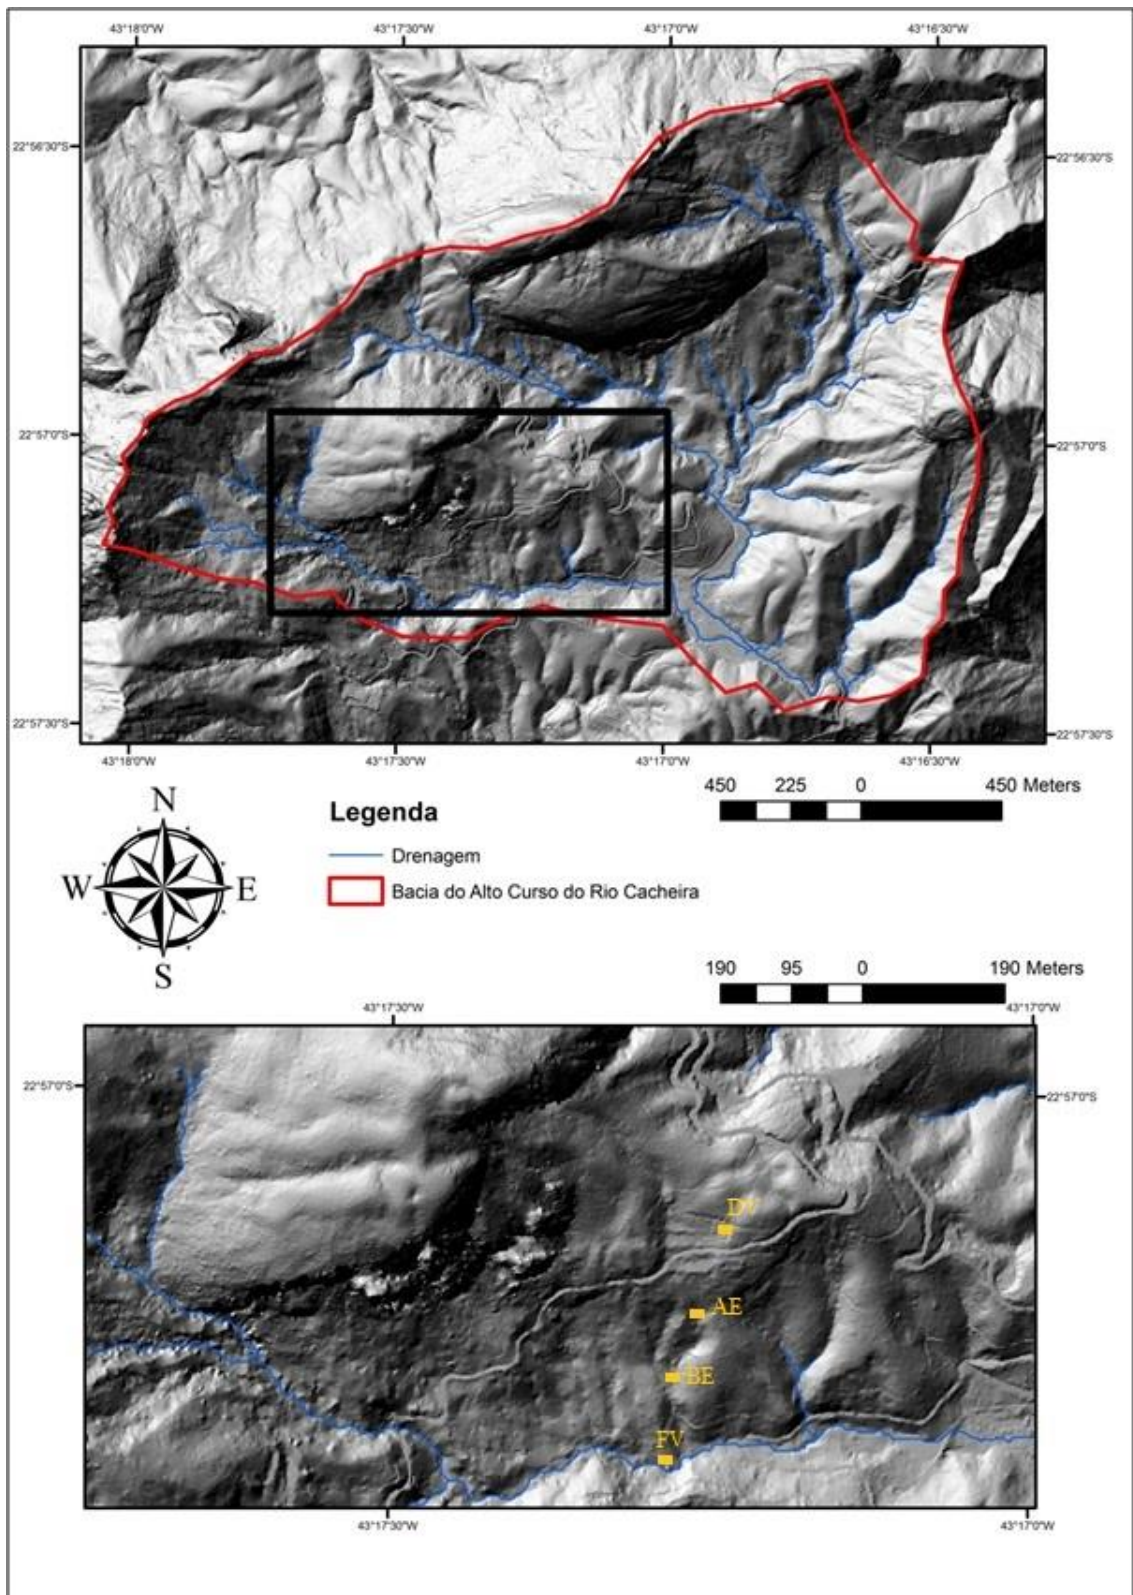 43°18'0"W 43°17'30"W 43°17'0"W 43°16'30"W
22°56'30"S 22°56'30"S
22°57'0"S 22°57'0"S
22°57'30"S 22°57'30"S
43°18'0"W 43°17'30"W 43°17'0"W 43°16'30"W
450 225 0 450 Meters
N
W E
S
Legenda
Drenagem
Bacia do Alto Curso do Rio Cacheira
190 95 0 190 Meters
43°17'30"W 43°17'0"W
22°57'0"S 22°57'0"S
DV
AE
BE
FV
43°17'30"W 43°17'0"W